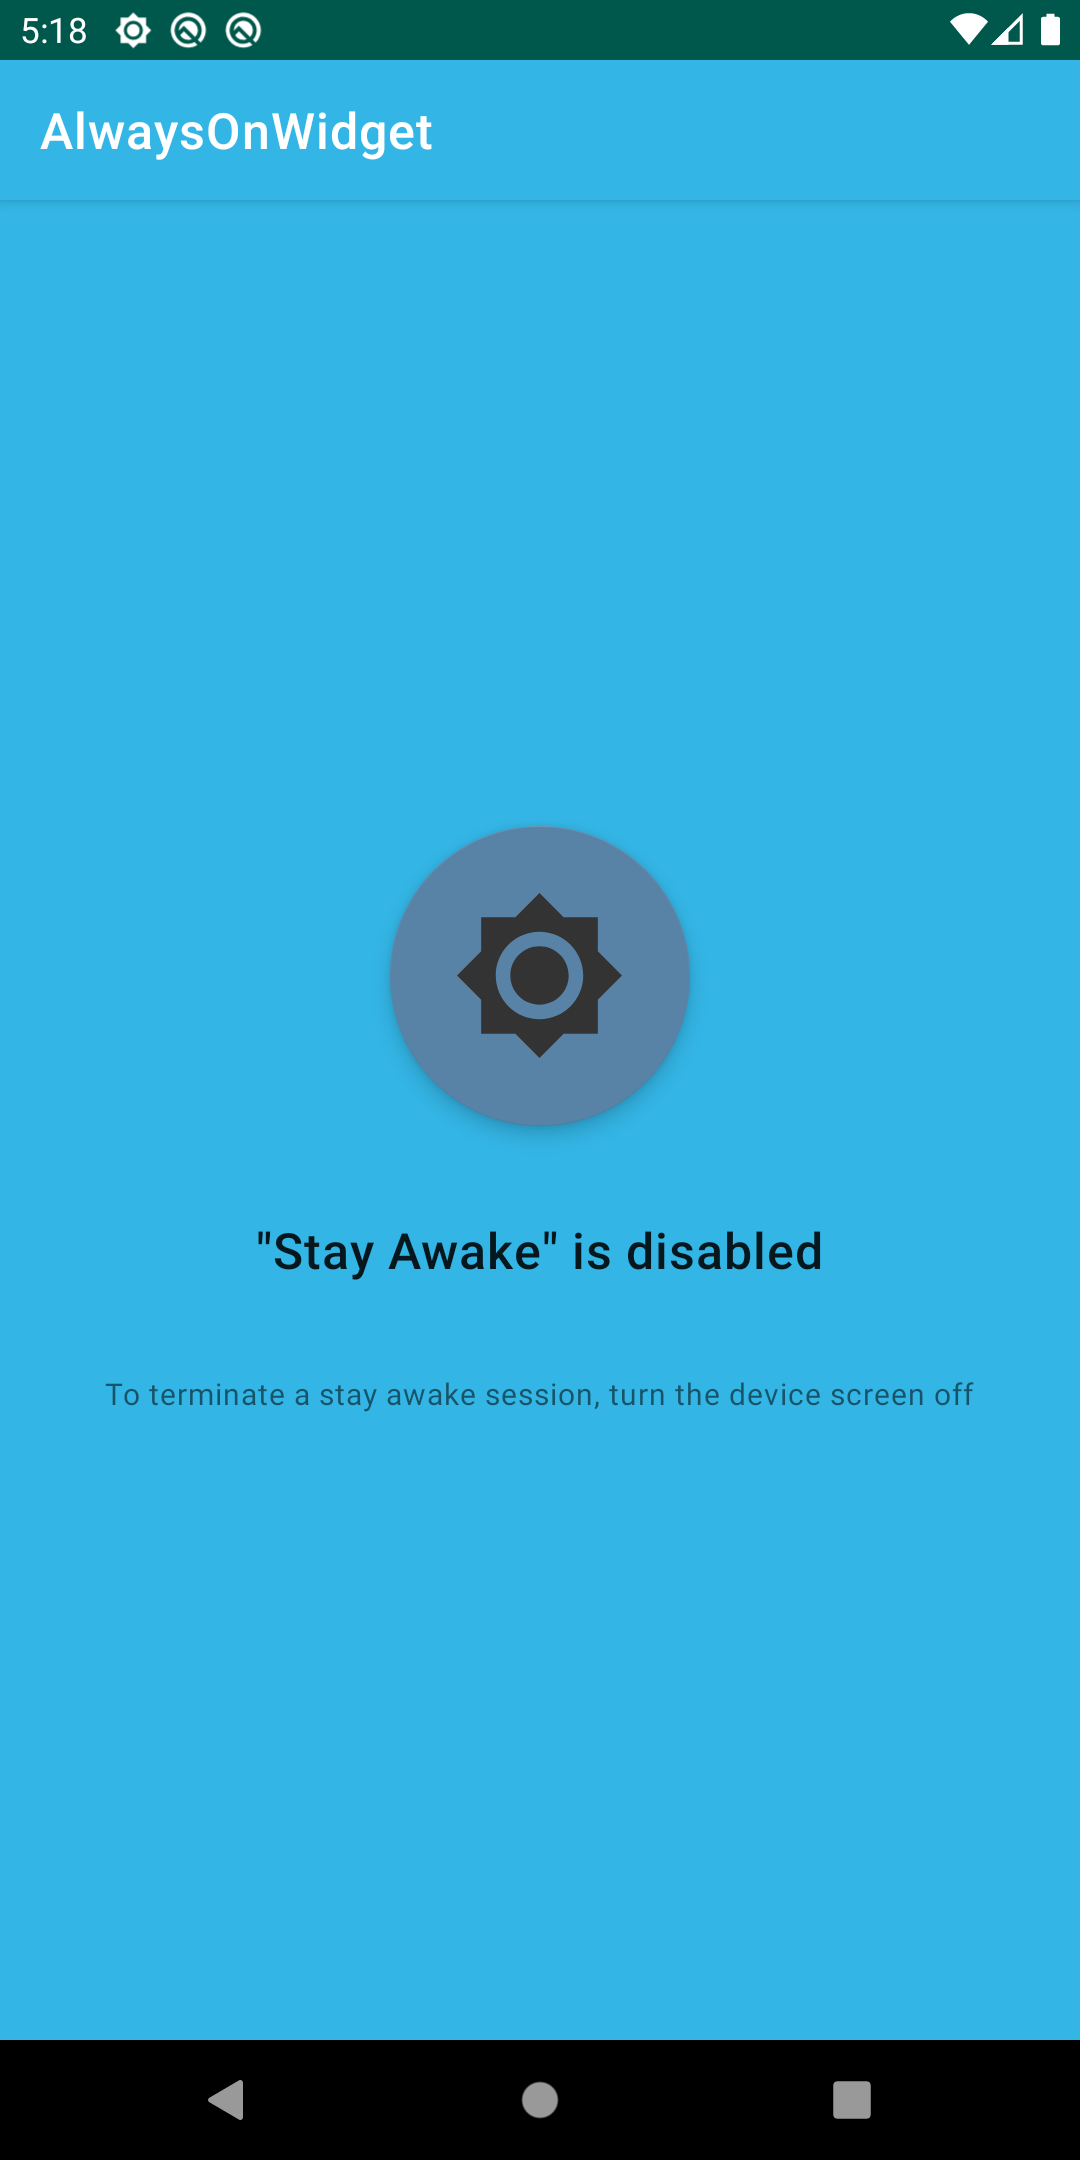 5:18
AlwaysOnWidget
"Stay Awake" is disabled
To terminate a stay awake session, turn the device screen off